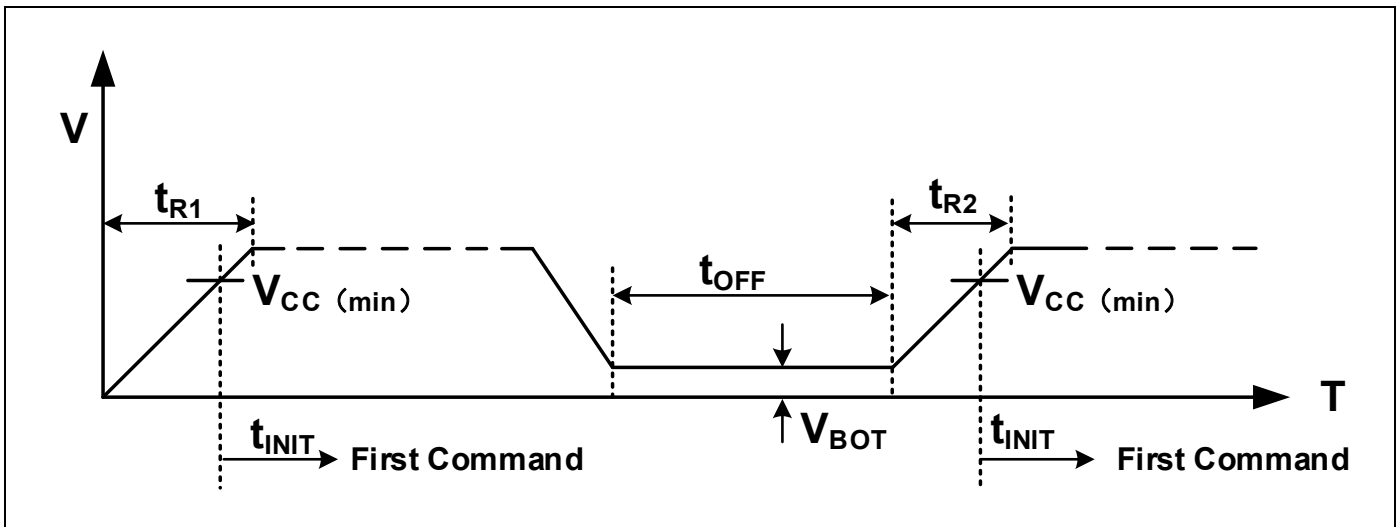 V
tR1
tR2
tOFF
VCC（min）
VCC（min）
T
VBOT
tINIT
First Command
tINIT
First Command